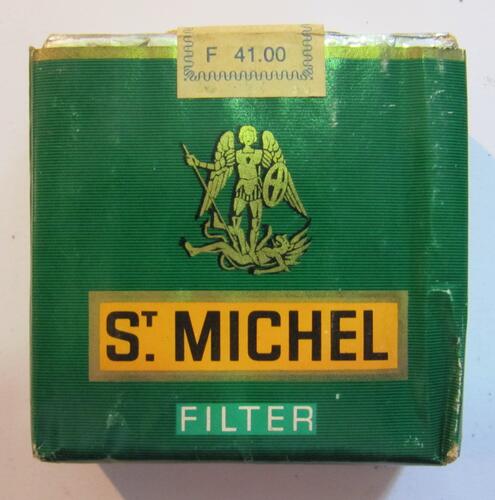 F 41.00
ST. MICHEL
FILTER